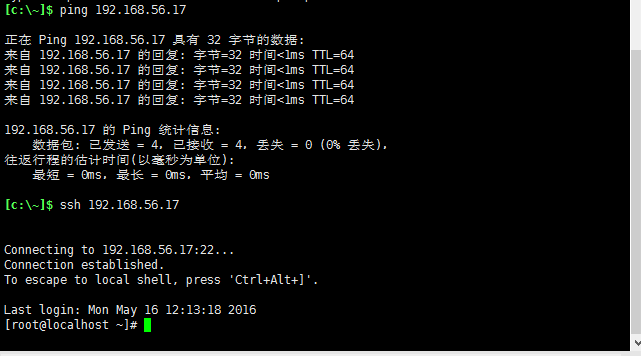 [c:\~]$ ping 192.168.56.17
正在 Ping 192.168.56.17 具有 32 字节的数据:
来自 192.168.56.17 的回复: 字节=32 时间<1ms TTL=64
来自 192.168.56.17 的回复: 字节=32 时间<1ms TTL=64
来自 192.168.56.17 的回复: 字节=32 时间<1ms TTL=64
来自 192.168.56.17 的回复: 字节=32 时间<1ms TTL=64
192.168.56.17 的 Ping 统计信息:
数据包: 已发送 = 4，已接收 = 4，丢失 = 0 (0% 丢失)，
往返行程的估计时间(以毫秒为单位):
最短 = 0ms，最长 = 0ms，平均 = 0ms
[c:\~]$ ssh 192.168.56.17
Connecting to 192.168.56.17:22...
Connection established.
To escape to local shell, press 'Ctrl+Alt+]'.
Last login: Mon May 16 12:13:18 2016
[root@localhost ~]#